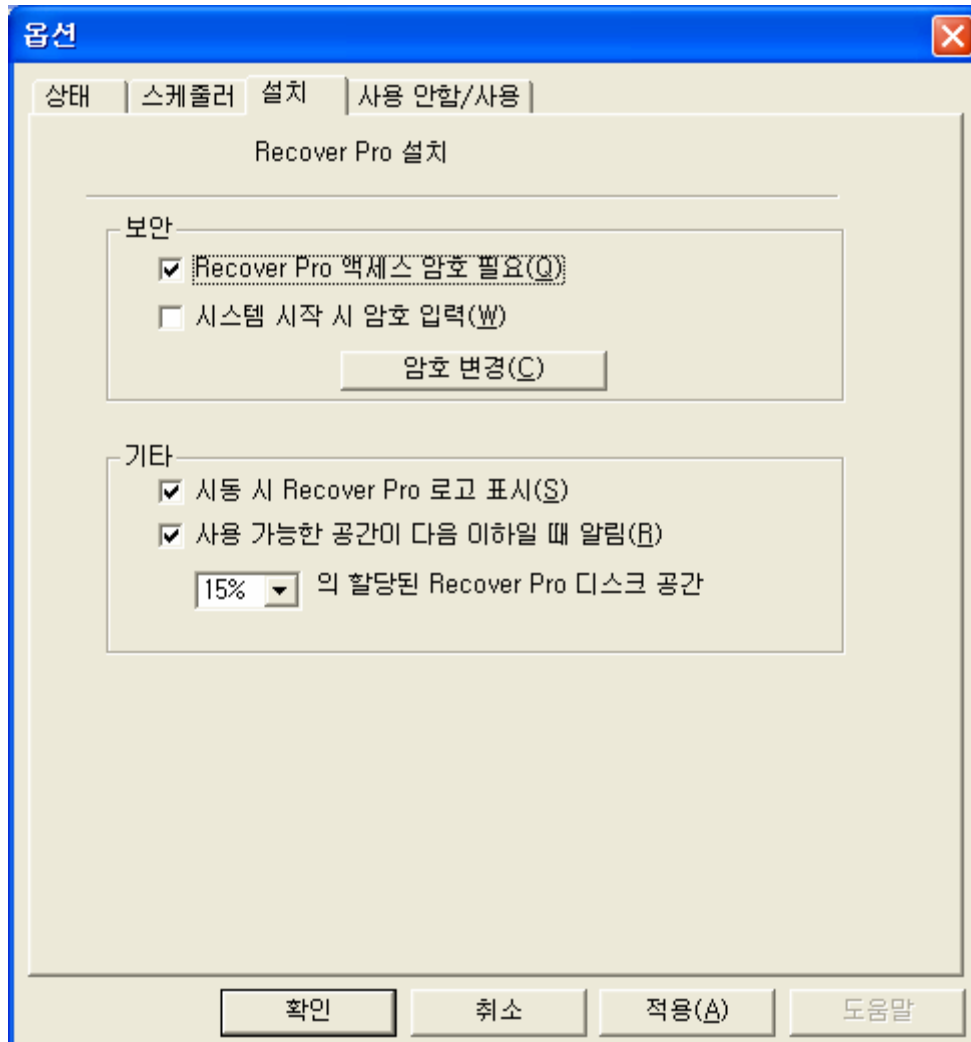 옵션
상태 스케줄러 설치 사용 안함/사용
Recover Pro 설치
보안
Recover Pro 액세스 암호 필요(Q)
시스템 시작 시 암호 입력(W)
암호 변경(C)
기타
시동 시 Recover Pro 로고 표시(S)
사용 가능한 공간이 다음 이하일 때 알림(R)
15% 의 할당된 Recover Pro 디스크 공간
확인 취소 적용(A) 도움말